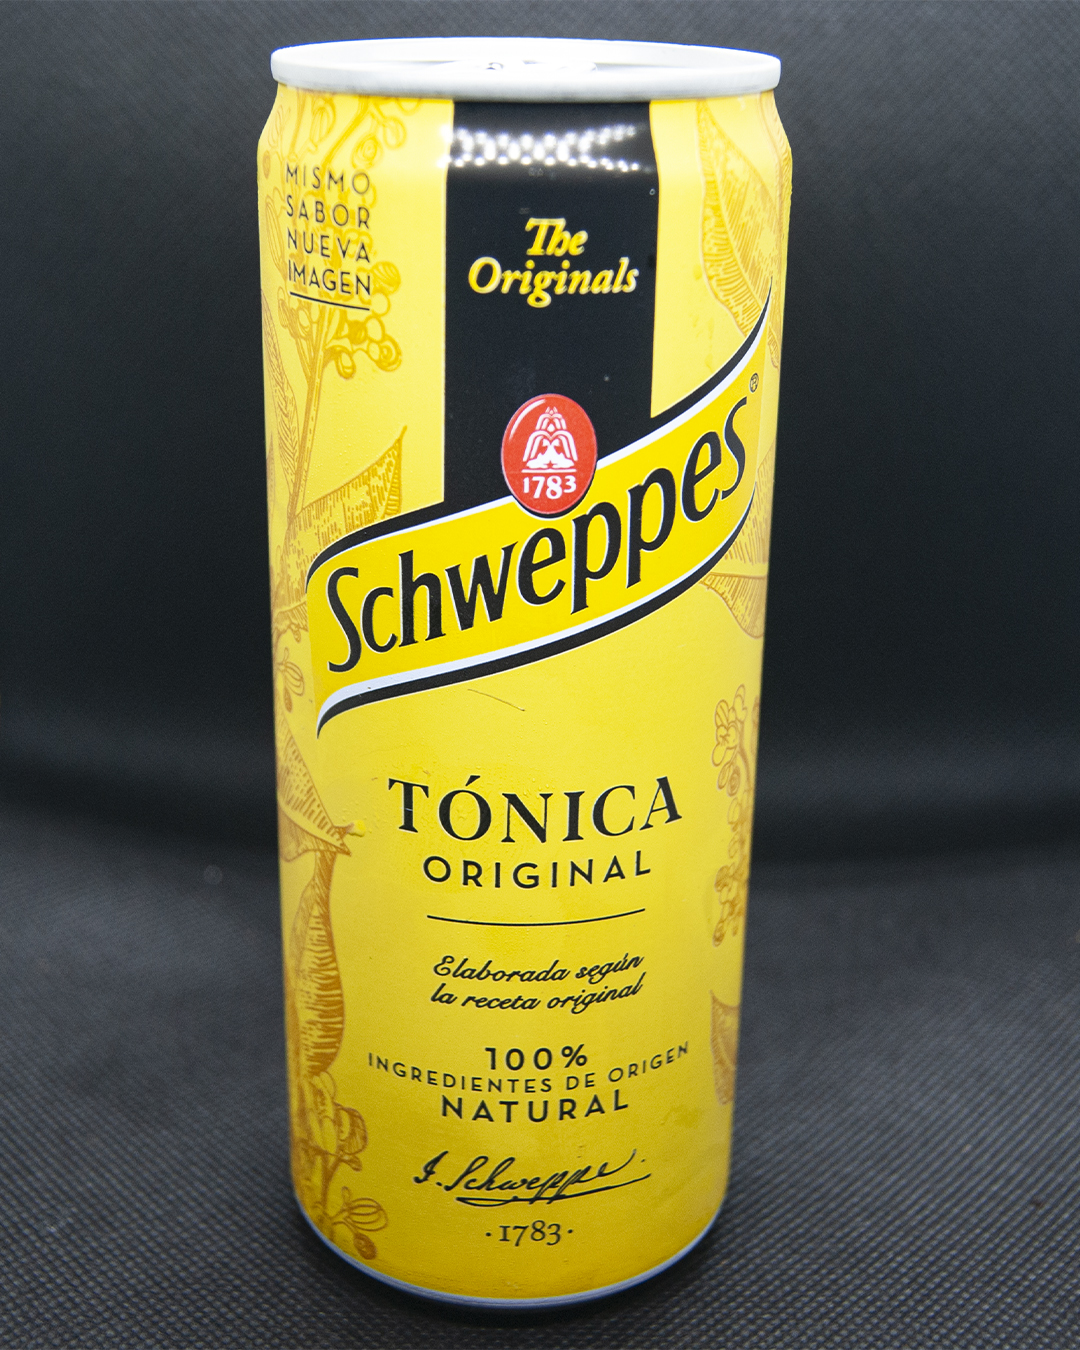 MISMO
SABOR
NUEVA
IMAGEN
The
Originals
1783
Schweppes®
TÓNICA
ORIGINAL
Elaborada según
la receta original
100%
INGREDIENTES DE ORIGEN
NATURAL
J. Schweppe.
·1783·